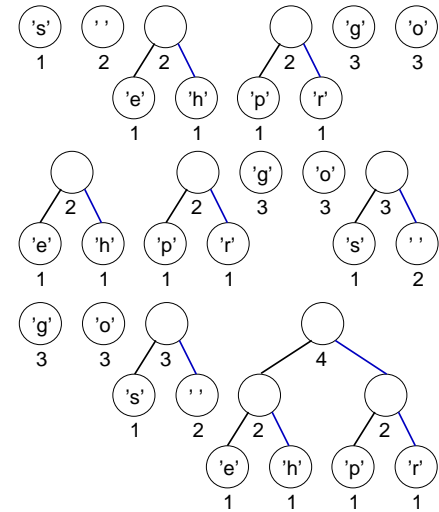 's' ' ' 'g' 'o'
1 2 2 2 3 3
'e' 'h' 'p' 'r'
1 1 1 1
'g' 'o'
2 2 3 3 3
'e' 'h' 'p' 'r' 's' ' '
1 1 1 1 1 2
'g' 'o'
3 3 3 4
's' ' '
1 2 2 2
'e' 'h' 'p' 'r'
1 1 1 1